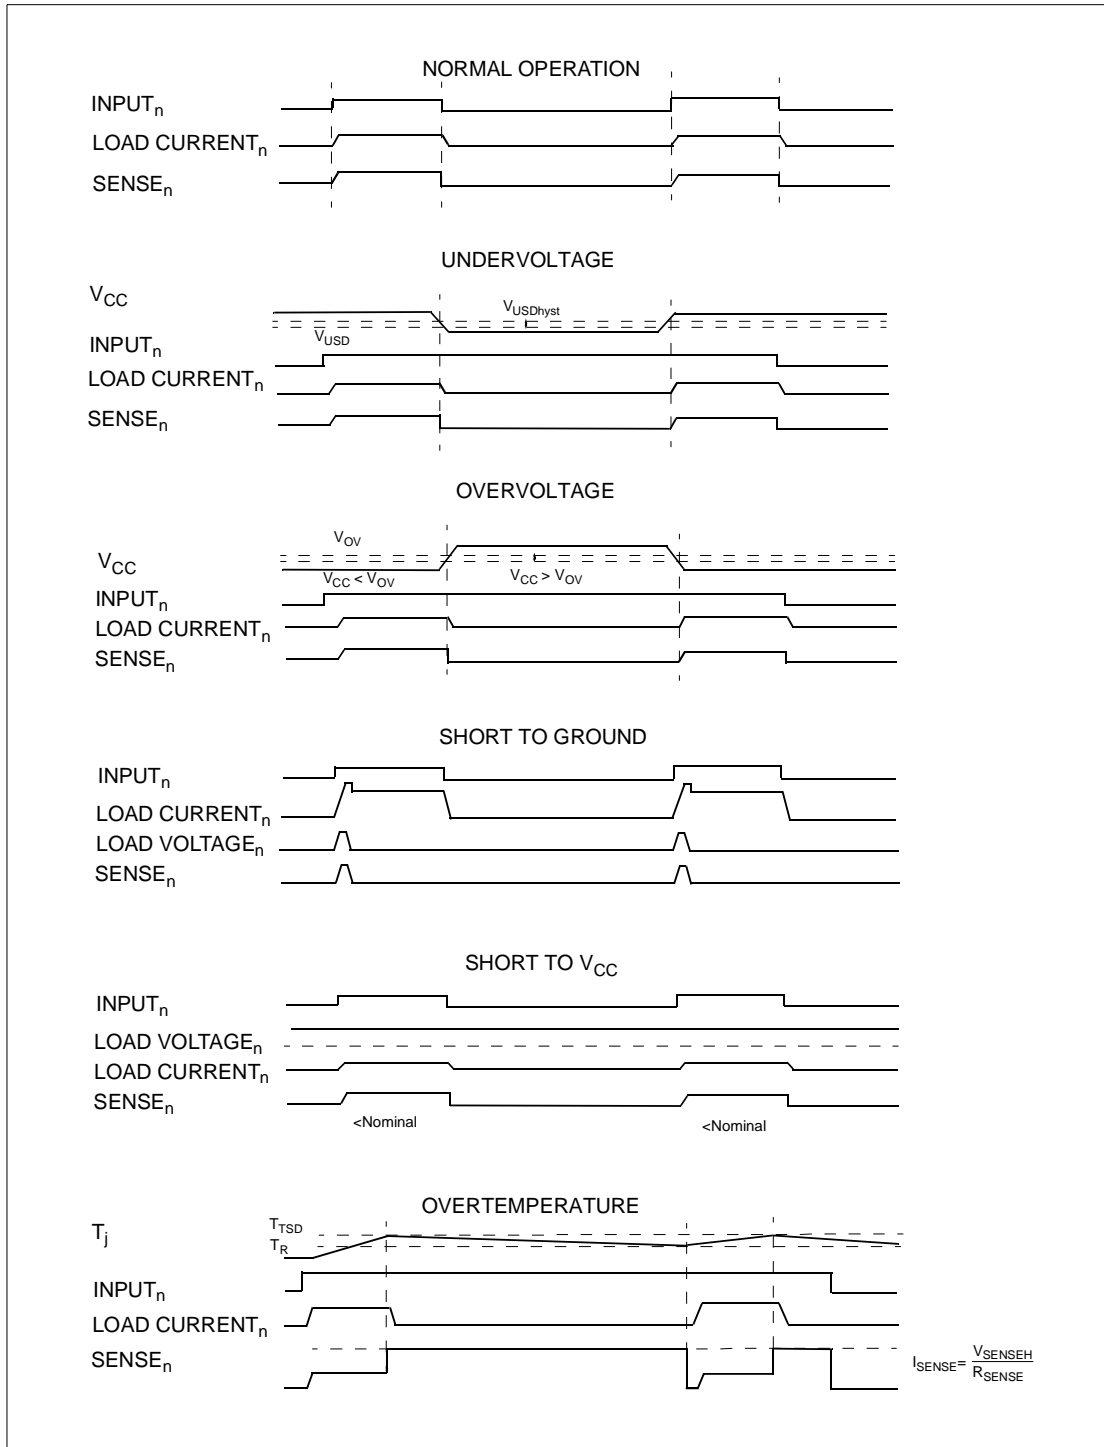 NORMAL OPERATION
INPUTn
LOAD CURRENTn
SENSEn
UNDERVOLTAGE
VCC
VUSDhyst
VUSD
INPUTn
LOAD CURRENTn
SENSEn
OVERVOLTAGE
VOV
VCC
VCC < VOV
VCC > VOV
INPUTn
LOAD CURRENTn
SENSEn
SHORT TO GROUND
INPUTn
LOAD CURRENTn
LOAD VOLTAGEn
SENSEn
SHORT TO VCC
INPUTn
LOAD VOLTAGEn
LOAD CURRENTn
SENSEn
<Nominal
<Nominal
OVERTEMPERATURE
Tj
TTSD
TR
INPUTn
LOAD CURRENTn
SENSEn
ISENSE= VSENSEH
RSENSE